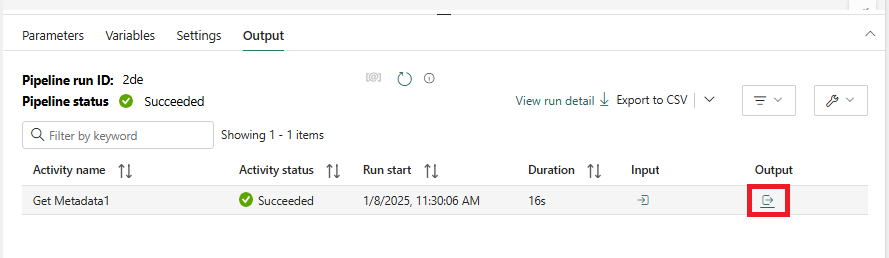 Parameters Variables Settings Output
Pipeline run ID: 2de
Pipeline status Succeeded
View run detail Export to CSV
Filter by keyword Showing 1 - 1 items
Activity name Activity status Run start Duration Input Output
Get Metadata1 Succeeded 1/8/2025, 11:30:06 AM 16s